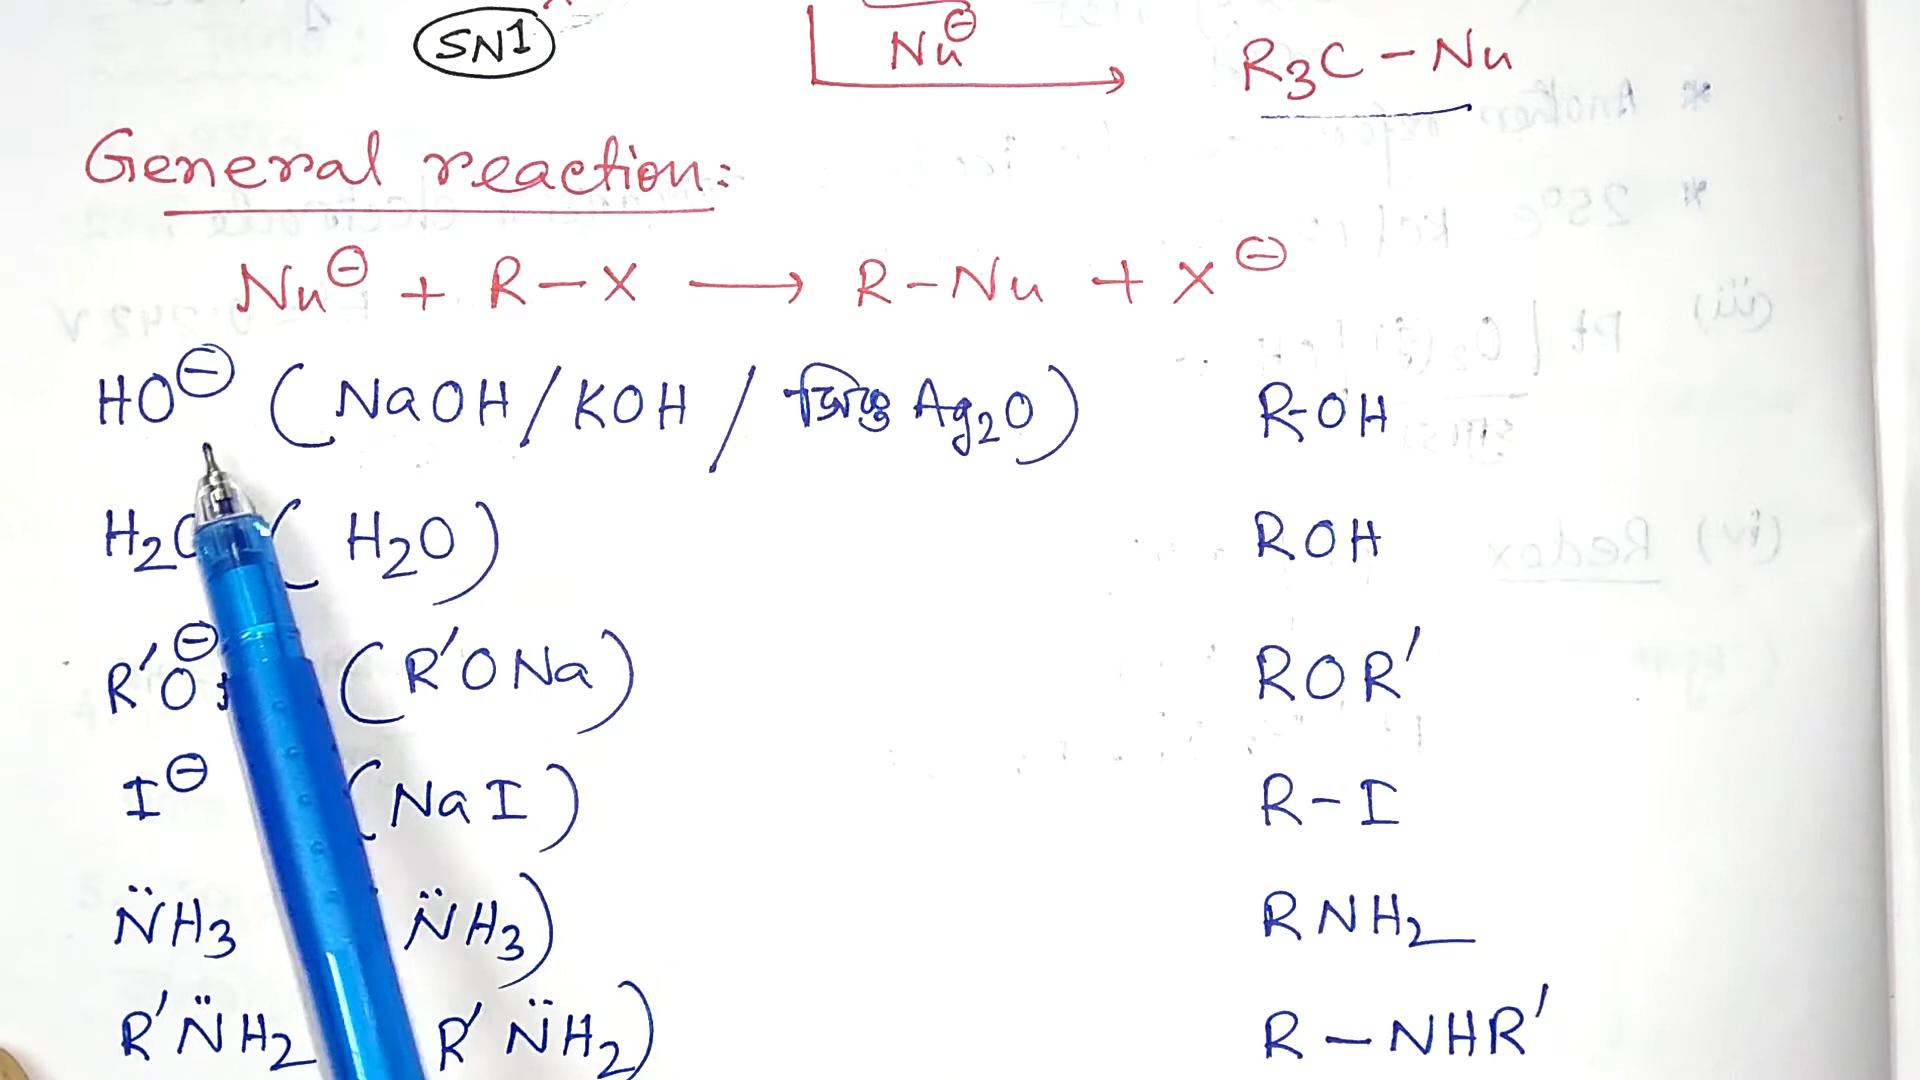 SN1 Nu⊖ R₃C – Nu
General reaction:
Nu⊖ + R – X ⟶ R – Nu + X⊖
HO⊖ ( NaOH / KOH / সিক্ত Ag₂O ) R-OH
H₂O ( H₂O ) ROH
R′O⊖ ( R′ONa ) ROR′
I⊖ ( NaI ) R – I
N̈H₃ N̈H₃ ) RNH₂
R′N̈H₂ R′N̈H₂ ) R – NHR′